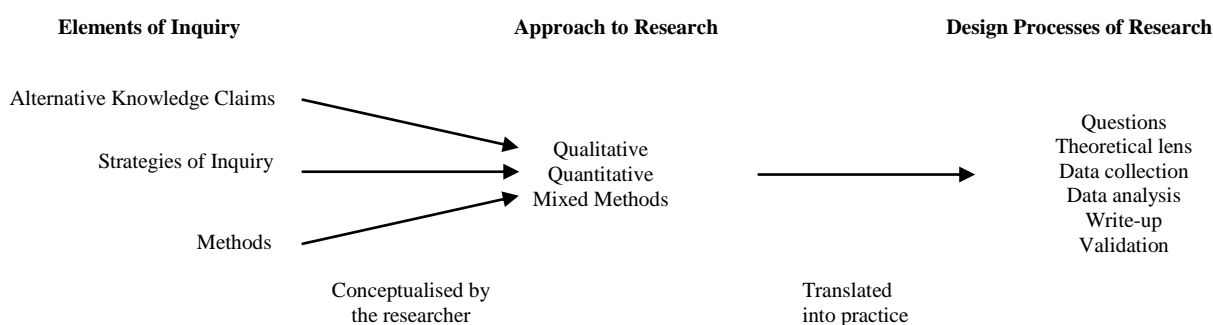 Elements of Inquiry
Approach to Research
Design Processes of Research
Alternative Knowledge Claims
Strategies of Inquiry
Methods
Qualitative
Quantitative
Mixed Methods
Questions
Theoretical lens
Data collection
Data analysis
Write-up
Validation
Conceptualised by
the researcher
Translated
into practice